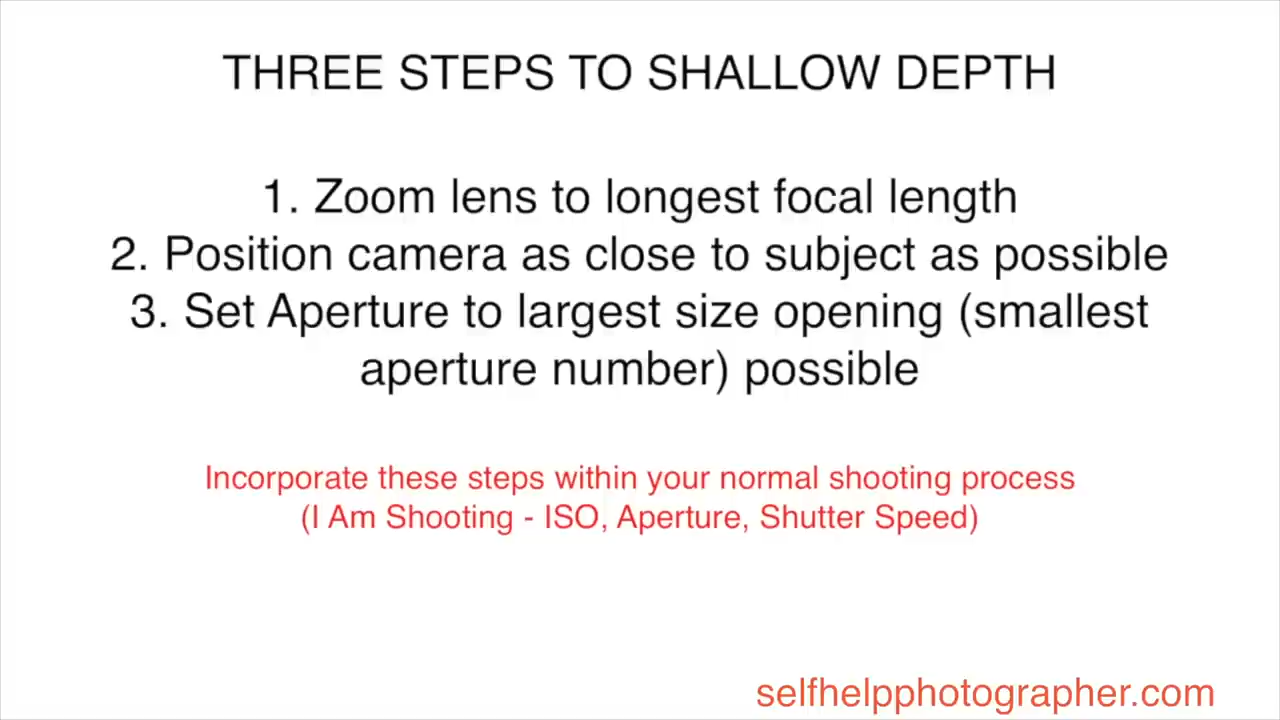 THREE STEPS TO SHALLOW DEPTH
1. Zoom lens to longest focal length
2. Position camera as close to subject as possible
3. Set Aperture to largest size opening (smallest
aperture number) possible
Incorporate these steps within your normal shooting process
(I Am Shooting - ISO, Aperture, Shutter Speed)
selfhelpphotographer.com